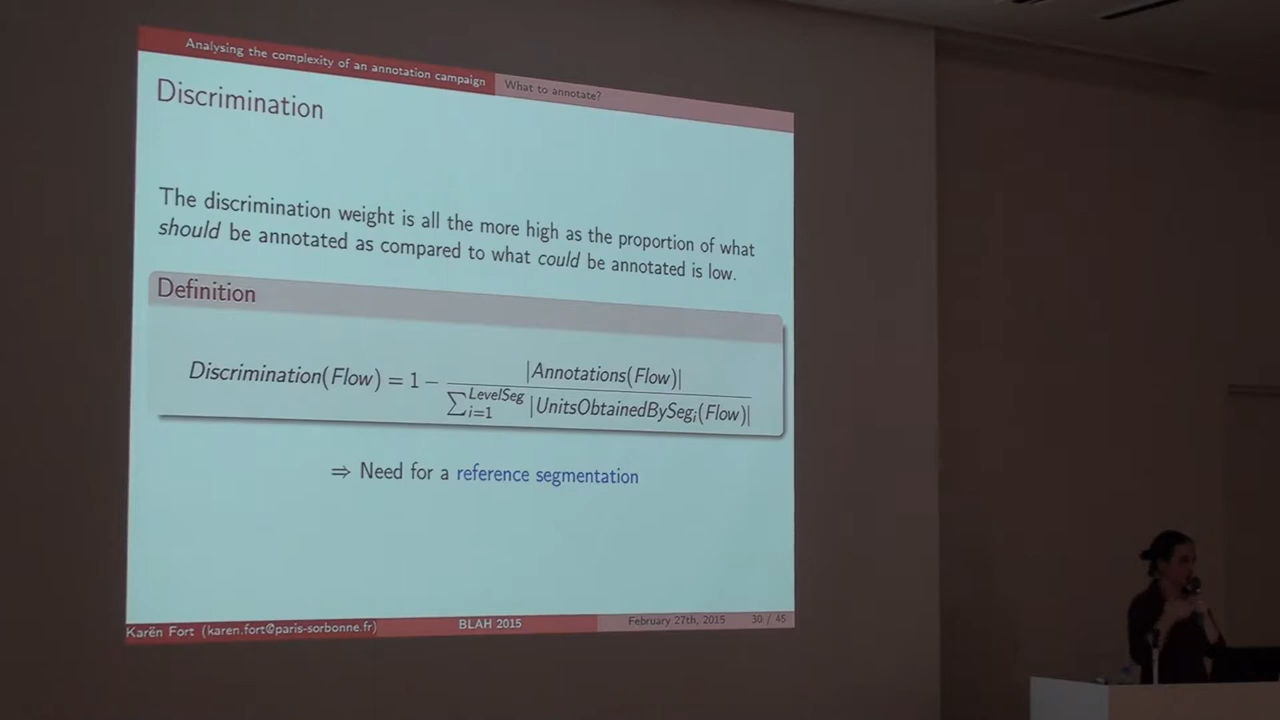 Analysing the complexity of an annotation campaign What to annotate?
Discrimination
The discrimination weight is all the more high as the proportion of what
should be annotated as compared to what could be annotated is low.
Definition
Discrimination(Flow) = 1 − |Annotations(Flow)| / ∑_{i=1}^{LevelSeg} |UnitsObtainedBySeg_i(Flow)|
⇒ Need for a reference segmentation
Karën Fort (karen.fort@paris-sorbonne.fr) BLAH 2015 February 27th, 2015 30 / 45